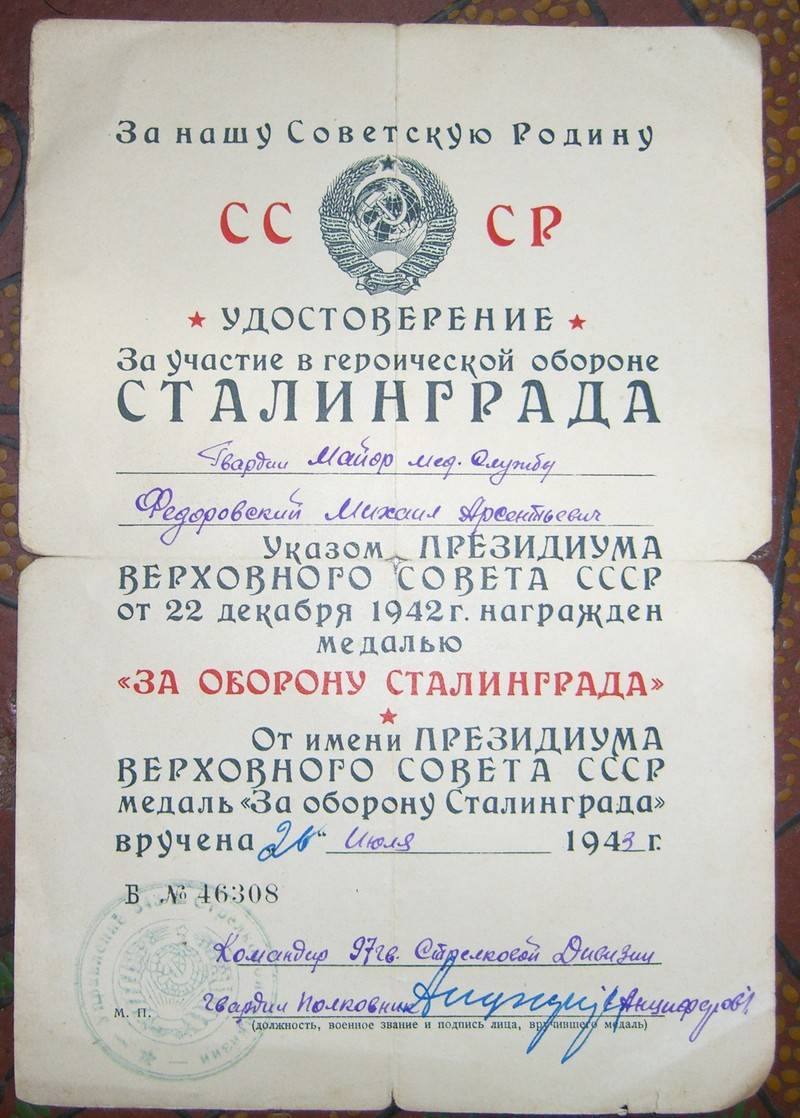 За нашу Советскую Родину
СС СР
★ УДОСТОВЕРЕНИЕ ★
За участие в героической обороне
СТАЛИНГРАДА
Гвардии Майор мед. Службы
Федоровский Михаил Арсентьевич
Указом ПРЕЗИДИУМА
ВЕРХОВНОГО СОВЕТА СССР
от 22 декабря 1942 г. награжден
медалью
«ЗА ОБОРОНУ СТАЛИНГРАДА»
★
От имени ПРЕЗИДИУМА
ВЕРХОВНОГО СОВЕТА СССР
медаль «За оборону Сталинграда»
вручена „26" Июля 1943 г.
Б № 46308
Командир 97 гв. Стрелковой Дивизии
Гвардии Полковник (Анциферов)
М. П.
(должность, военное звание и подпись лица, вручившего медаль)